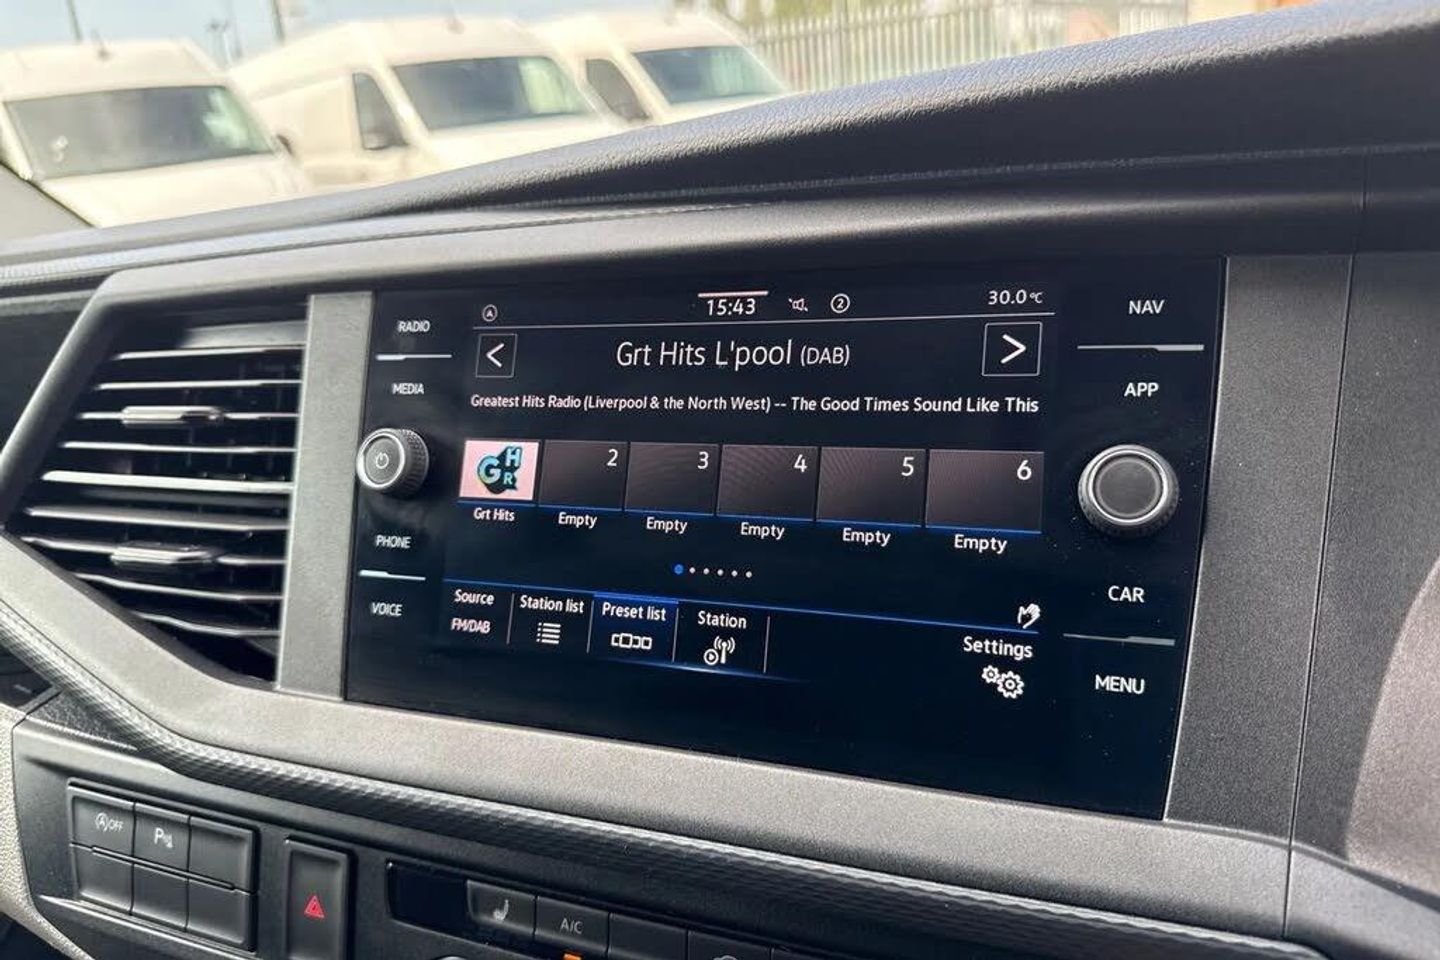 15:43 2 30.0°C
Grt Hits L'pool (DAB)
Greatest Hits Radio (Liverpool & the North West) -- The Good Times Sound Like This
GHR 2 3 4 5 6
Grt Hits Empty Empty Empty Empty Empty
Source Station list Preset list Station Settings
FM/DAB
RADIO
MEDIA
PHONE
VOICE
NAV
APP
CAR
MENU
A OFF
P
A/C